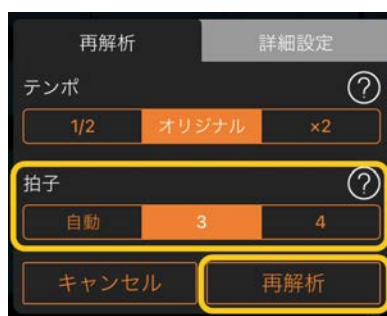 再解析 詳細設定
テンポ ?
1/2 オリジナル ×2
拍子 ?
自動 3 4
キャンセル 再解析